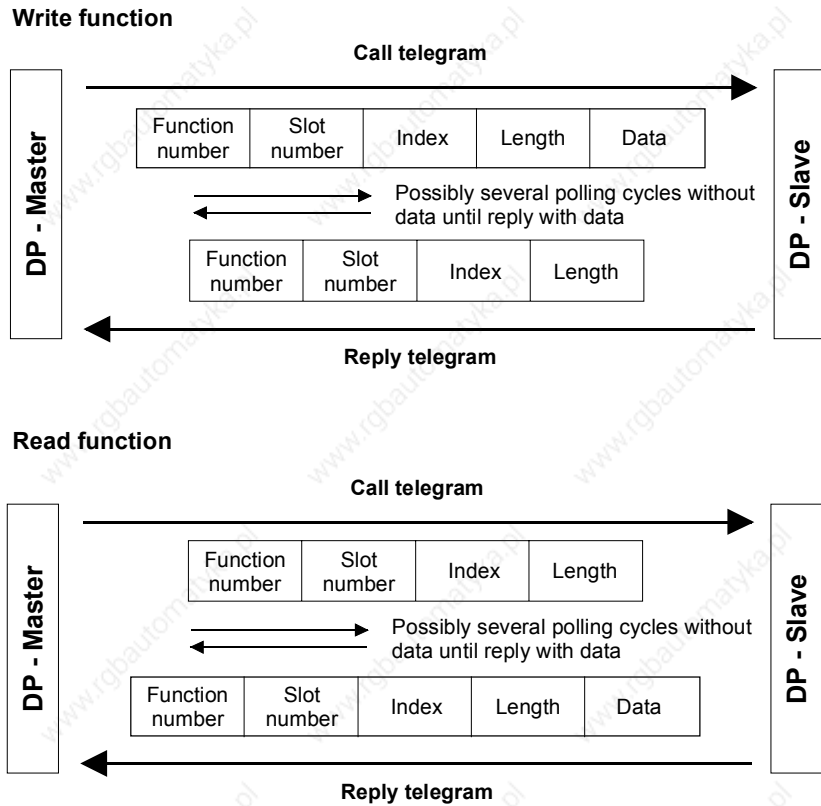 Write function
Call telegram
DP - Master
Function number
Slot number
Index
Length
Data
DP - Slave
Possibly several polling cycles without
data until reply with data
Function number
Slot number
Index
Length
Reply telegram
Read function
Call telegram
DP - Master
Function number
Slot number
Index
Length
DP - Slave
Possibly several polling cycles without
data until reply with data
Function number
Slot number
Index
Length
Data
Reply telegram
www.rgbautomatyka.pl